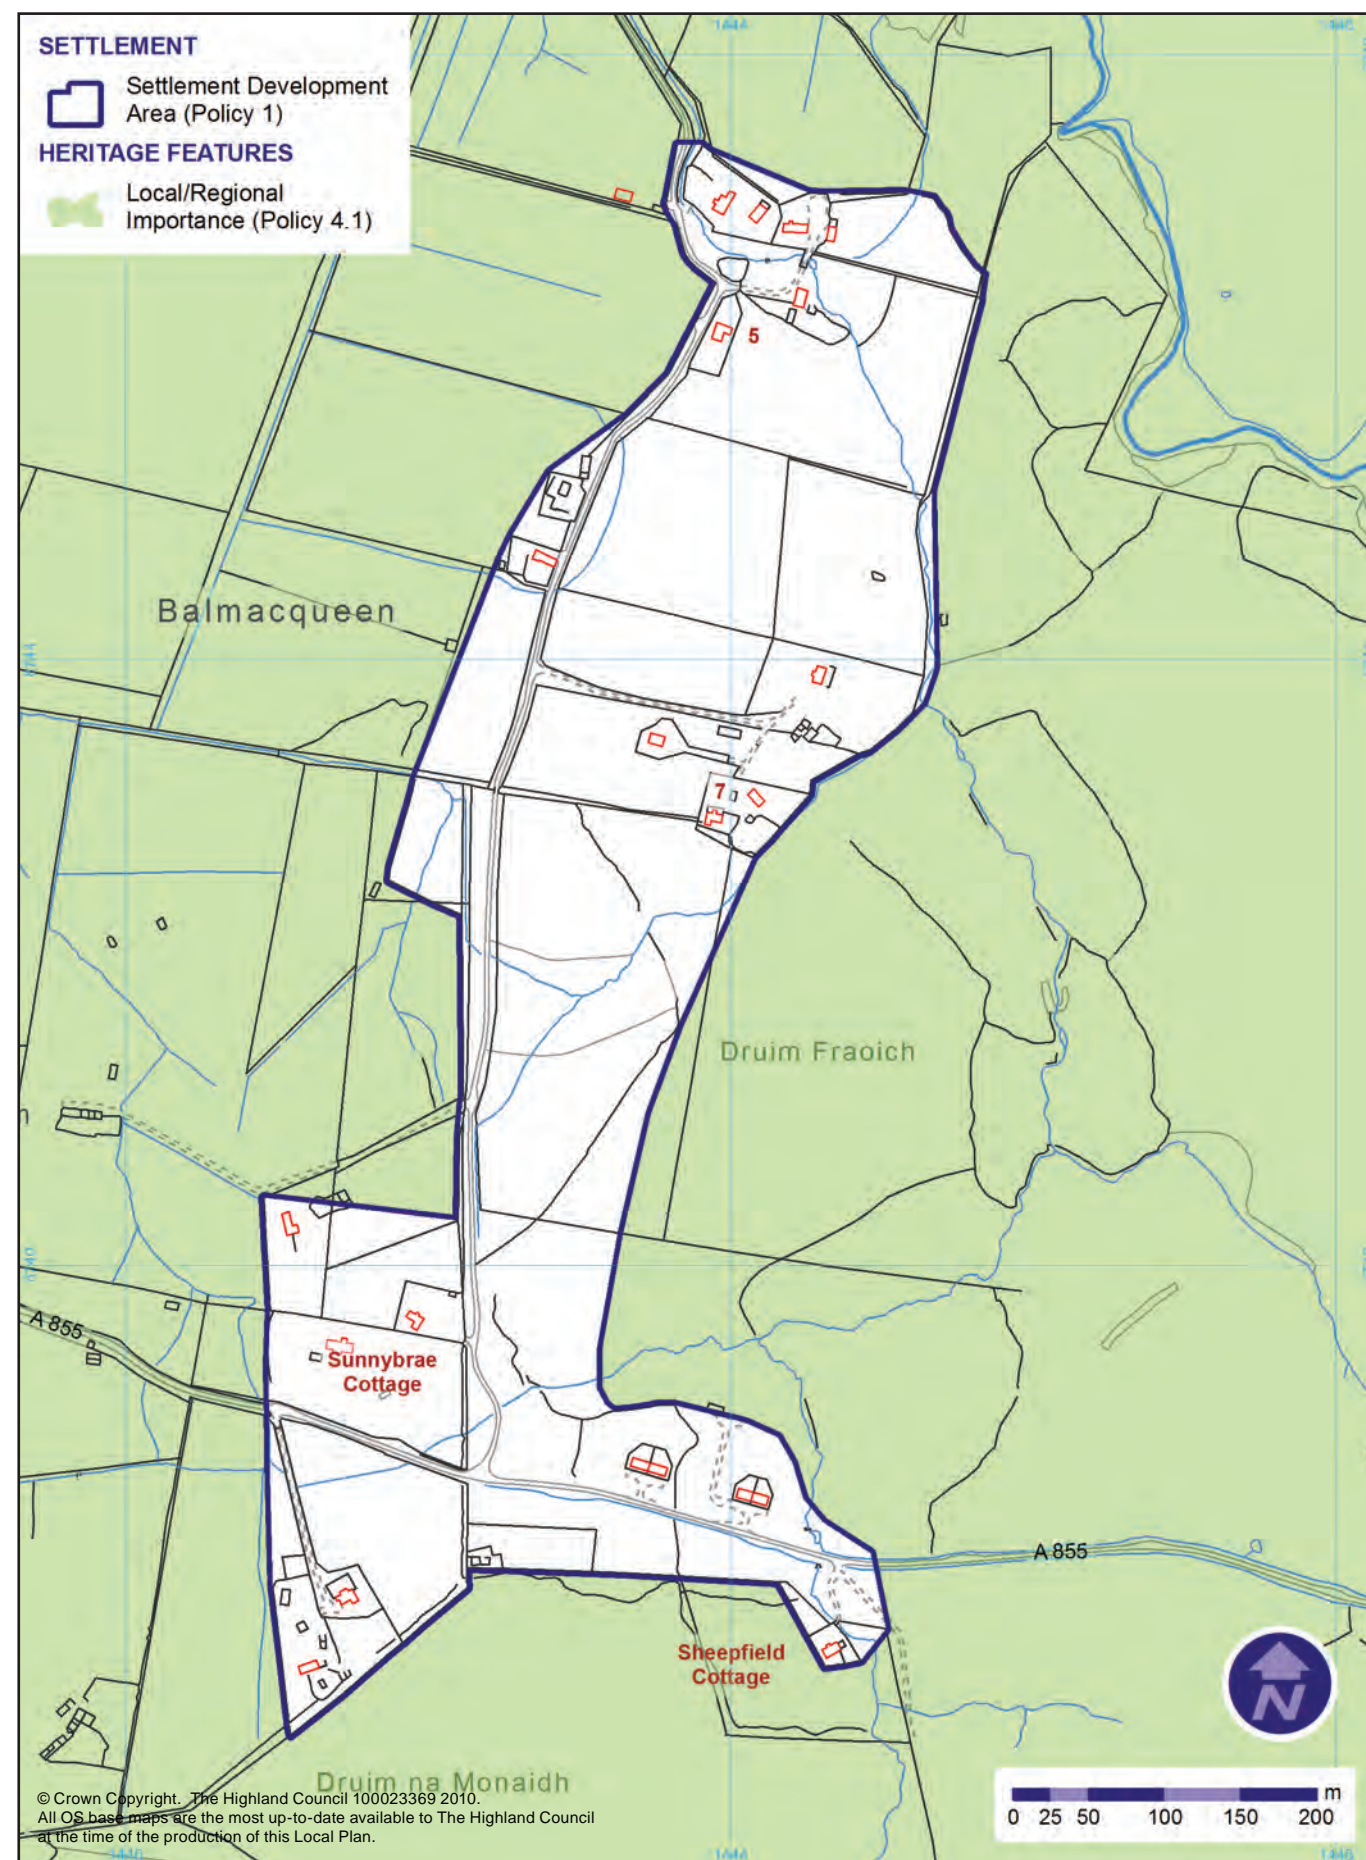 SETTLEMENT
Settlement Development
Area (Policy 1)
HERITAGE FEATURES
Local/Regional
Importance (Policy 4.1)
5
Balmacqueen
7
Druim Fraoich
A 855
Sunnybrae
Cottage
A 855
Sheepfield
Cottage
N
Druim na Monaidh
© Crown Copyright. The Highland Council 100023369 2010.
All OS base maps are the most up-to-date available to The Highland Council
at the time of the production of this Local Plan.
m
0 25 50 100 150 200